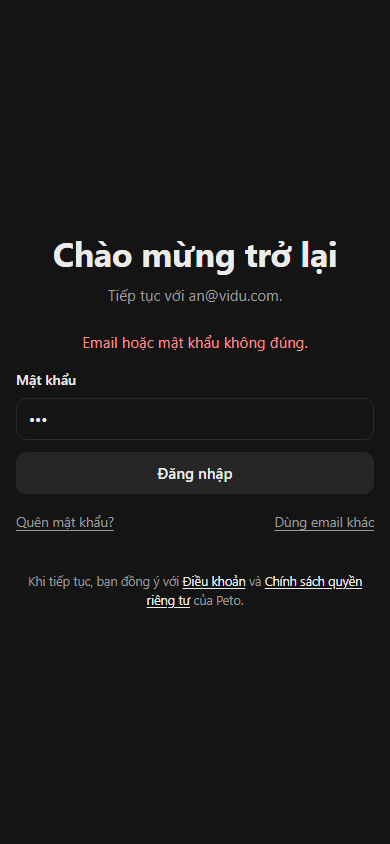 Chào mừng trở lại
Tiếp tục với an@vidu.com.
Email hoặc mật khẩu không đúng.
Mật khẩu
•••
Đăng nhập
Quên mật khẩu?
Dùng email khác
Khi tiếp tục, bạn đồng ý với Điều khoản và Chính sách quyền
riêng tư của Peto.